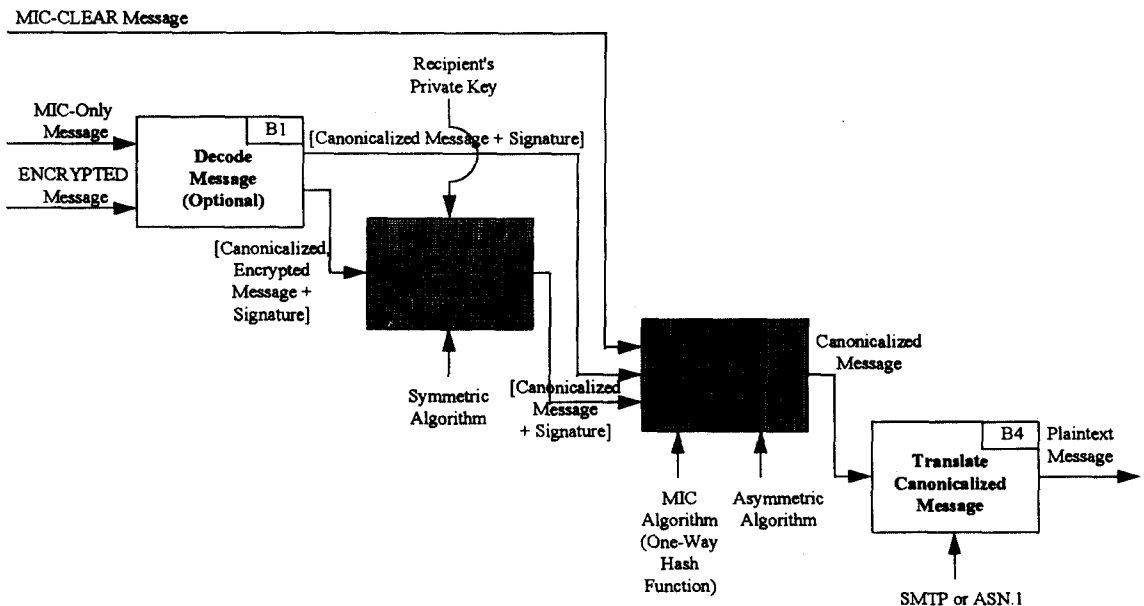 MIC-CLEAR Message
Recipient's
Private Key
MIC-Only
Message
B1
[Canonicalized Message + Signature]
Decode
Message
(Optional)
ENCRYPTED
Message
[Canonicalized,
Encrypted
Message +
Signature]
Symmetric
Algorithm
[Canonicalized
Message
+ Signature]
Canonicalized
Message
B4
Plaintext
Message
Translate
Canonicalized
Message
MIC
Algorithm
(One-Way
Hash
Function)
Asymmetric
Algorithm
SMTP or ASN.1